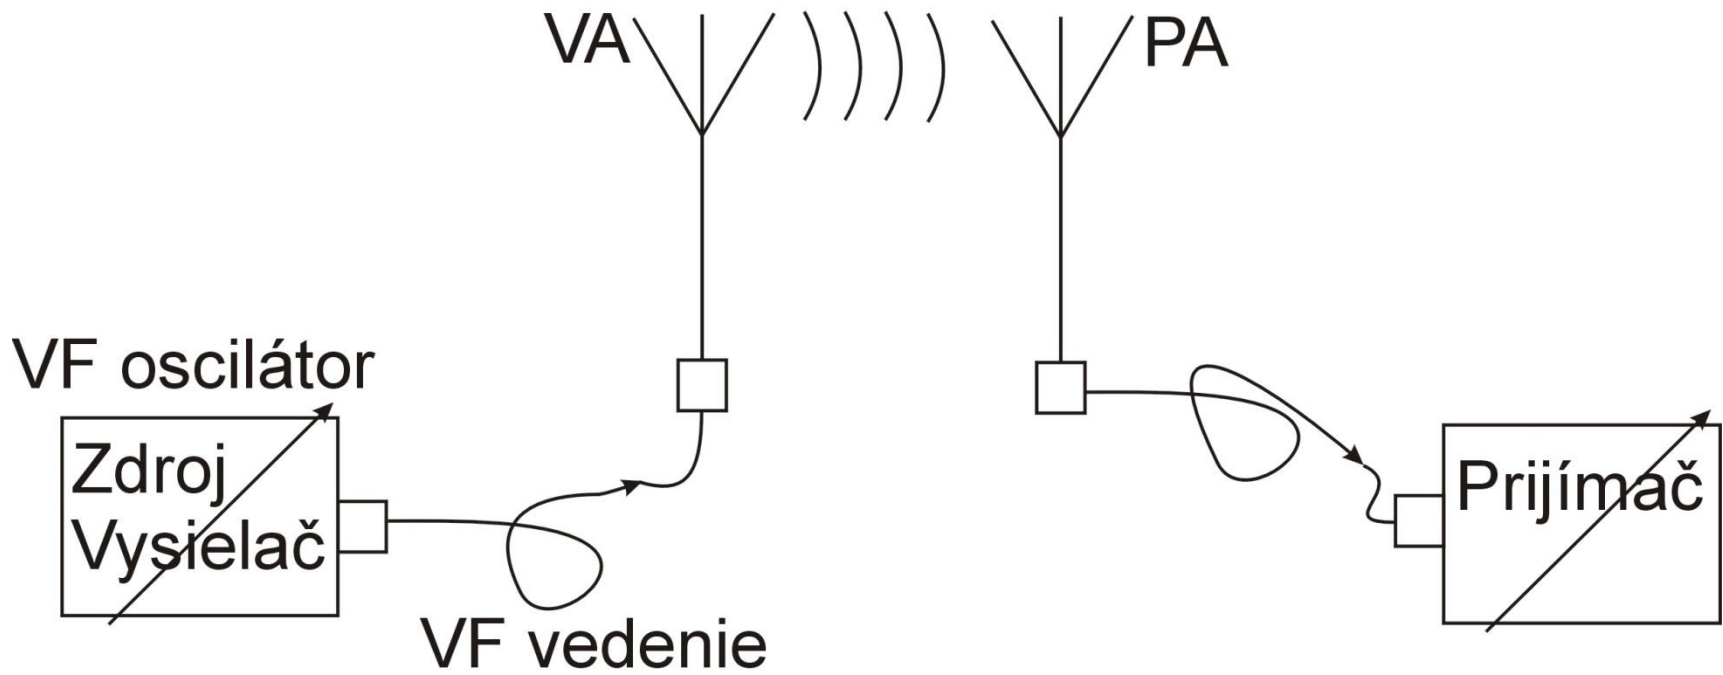 VA
PA
VF oscilátor
Zdroj
Vysielač
Prijímač
VF vedenie